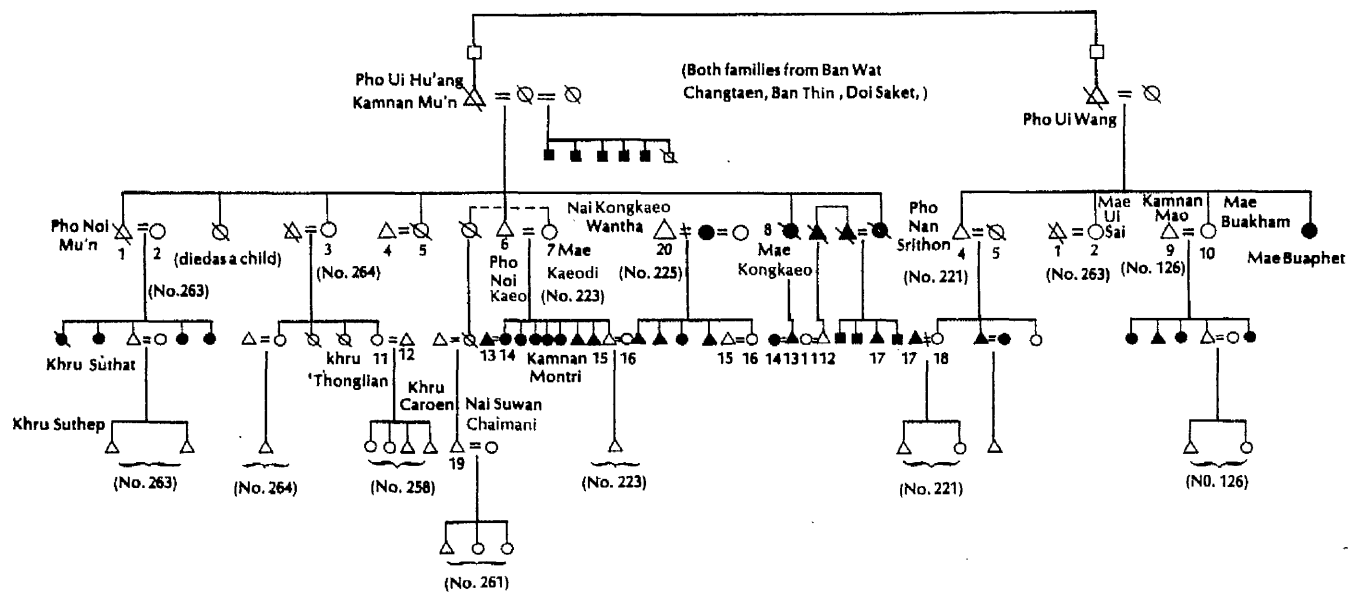 Pho Ui Hu'ang
Kamnan Mu'n
(Both families from Ban Wat
Changtaen, Ban Thin , Doi Saket, )
Pho Ui Wang
Pho Noi
Mu'n
1
2
(diedas a child)
(No.263)
3
(No. 264)
4
5
6
Pho
Noi
Kaeo
7 Mae
Kaeodi
(No. 223)
Nai Kongkaeo
Wantha
20
(No. 225)
8
Mae
Kongkaeo
Pho
Nan
Srithon
4
5
(No. 221)
Mae
Ui
Sai
1
2
(No. 263)
Kamnan
Mao
9
(No. 126)
Mae
Buakham
10
Mae Buaphet
Khru Suthat
khru
'Thonglian
11
12
Khru
Caroen
13
14
Kamnan
Montri
15
16
15
16
14
13
11
12
17
17
18
Khru Suthep
(No. 263)
(No. 264)
(No. 258)
Nai Suwan
Chaimani
19
(No. 223)
(No. 221)
(N0. 126)
(No. 261)